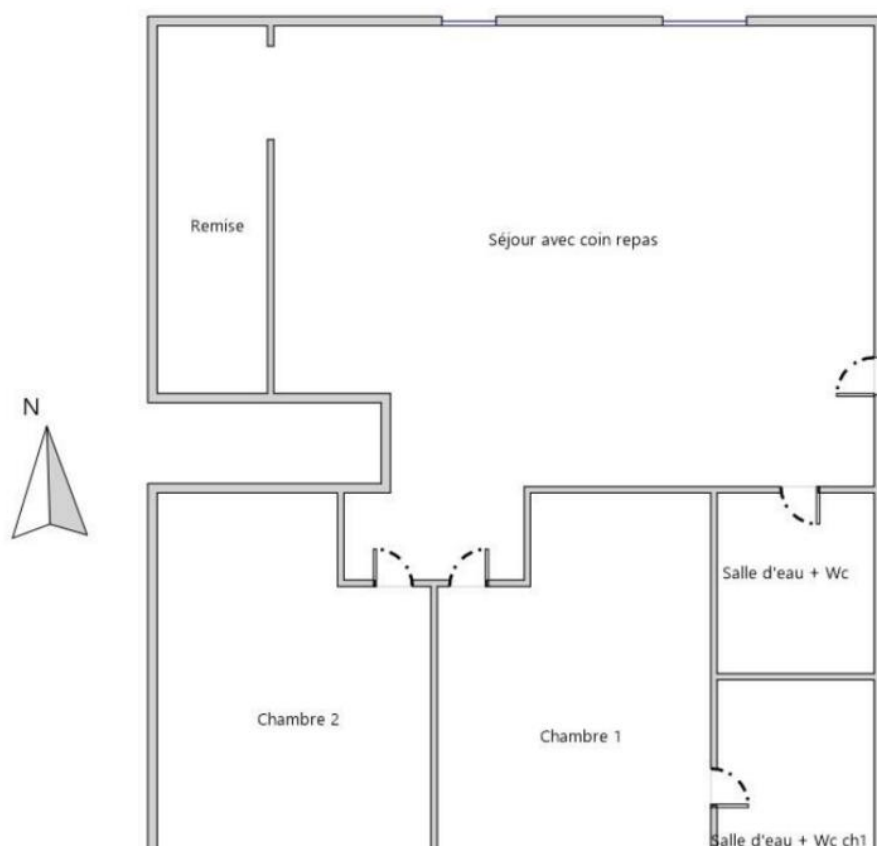 Remise
Séjour avec coin repas
N
Salle d'eau + Wc
Chambre 2
Chambre 1
Salle d'eau + Wc ch1